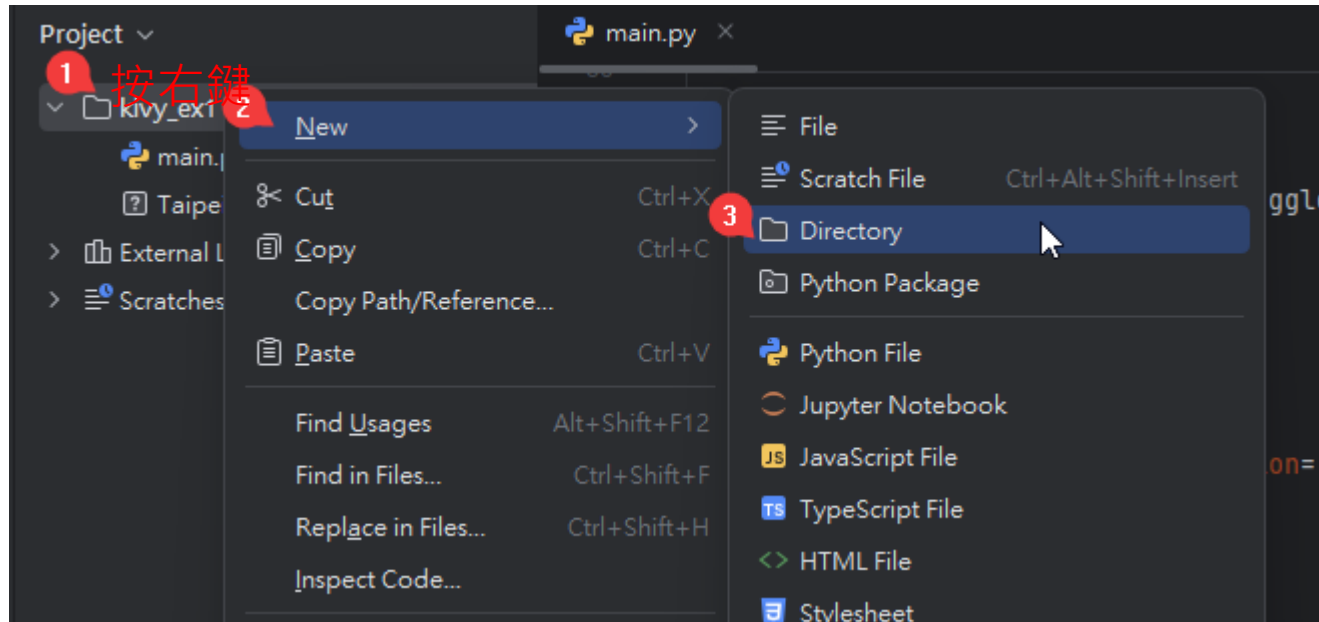 Project
main.py
1
按右鍵
kivy_ex1
2
New
File
main.
Scratch File Ctrl+Alt+Shift+Insert
Taipe
Cut Ctrl+X
3
Directory
External L
Copy Ctrl+C
Python Package
Scratches
Copy Path/Reference...
Paste Ctrl+V
Python File
Jupyter Notebook
Find Usages Alt+Shift+F12
JavaScript File
Find in Files... Ctrl+Shift+F
on=
TypeScript File
Replace in Files... Ctrl+Shift+H
HTML File
Inspect Code...
Stylesheet